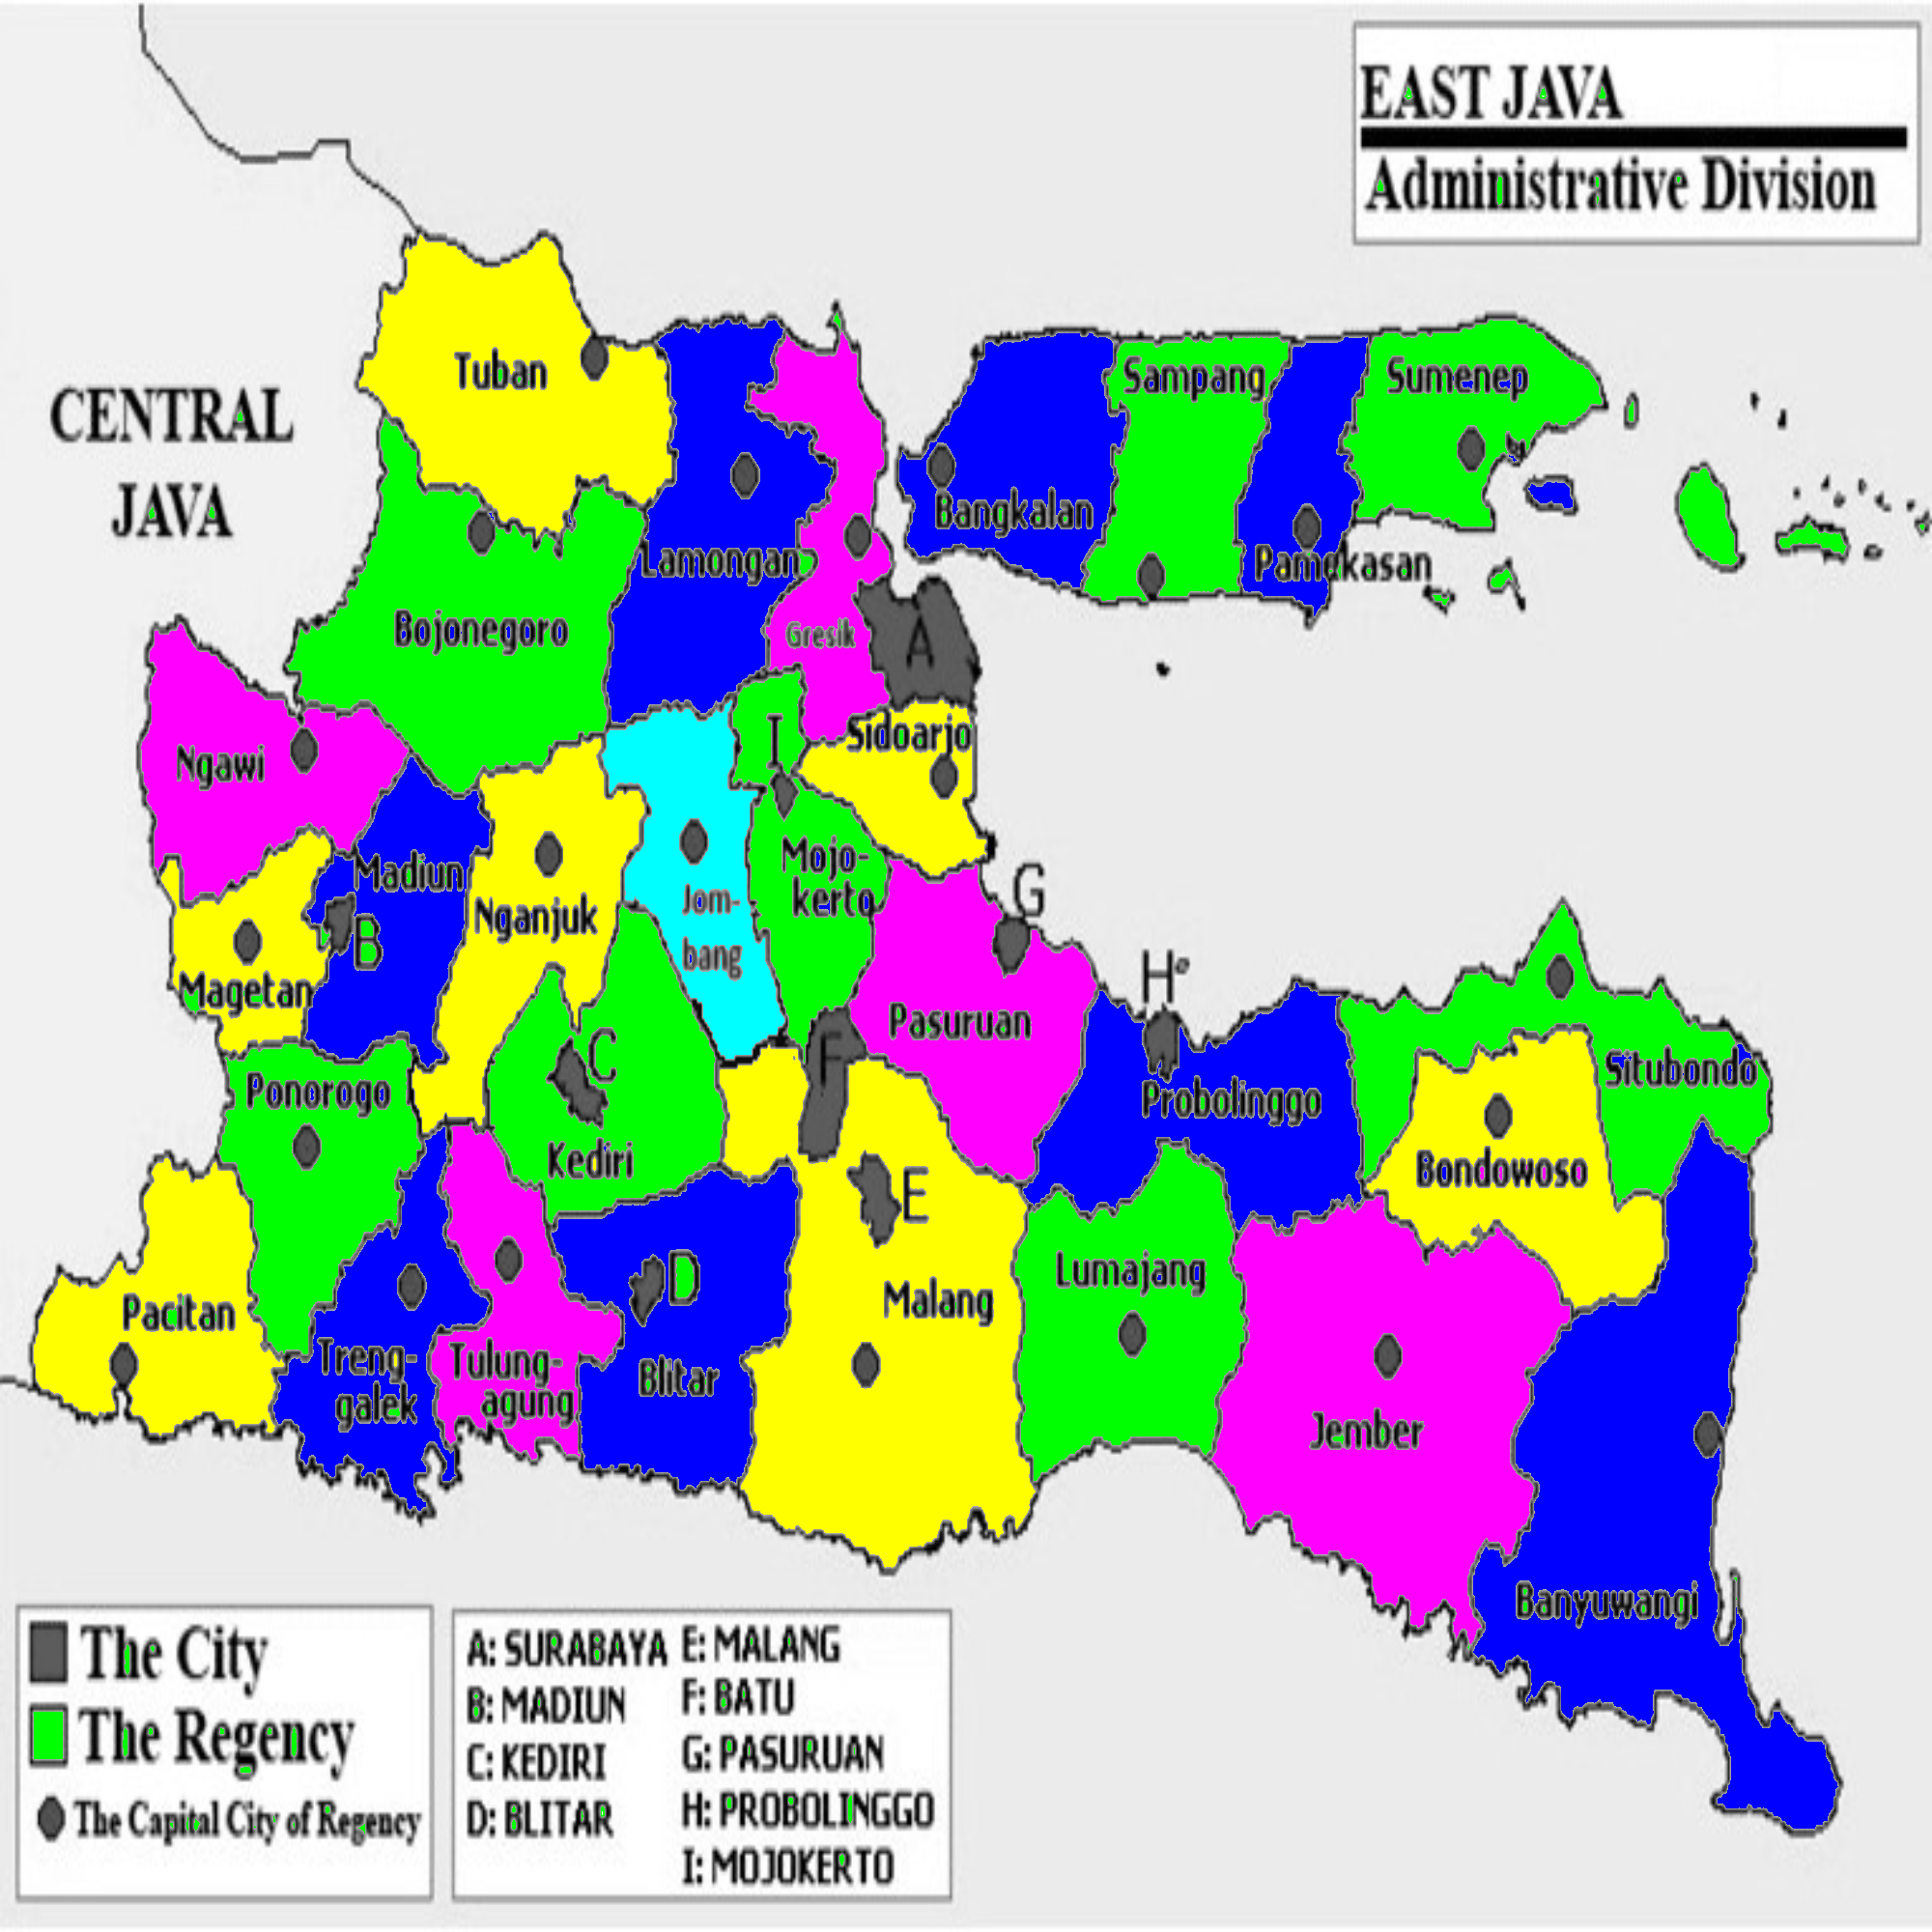 EAST JAVA
Administrative Division
CENTRAL
JAVA
Tuban
Sampang
Sumenep
Bangkalan
Lamongan
Pamekasan
Bojonegoro
Gresik
A
Ngawi
I
Sidoarjo
Madiun
Mojo-
kerto
Jom-
bang
Nganjuk
G
B
Magetan
H
Pasuruan
C
F
Ponorogo
Probolinggo
Situbondo
Kediri
Bondowoso
E
Lumajang
D
Malang
Pacitan
Treng-
galek
Tulung-
agung
Blitar
Jember
Banyuwangi
The City
The Regency
The Capital City of Regency
A: SURABAYA
B: MADIUN
C: KEDIRI
D: BLITAR
E: MALANG
F: BATU
G: PASURUAN
H: PROBOLINGGO
I: MOJOKERTO